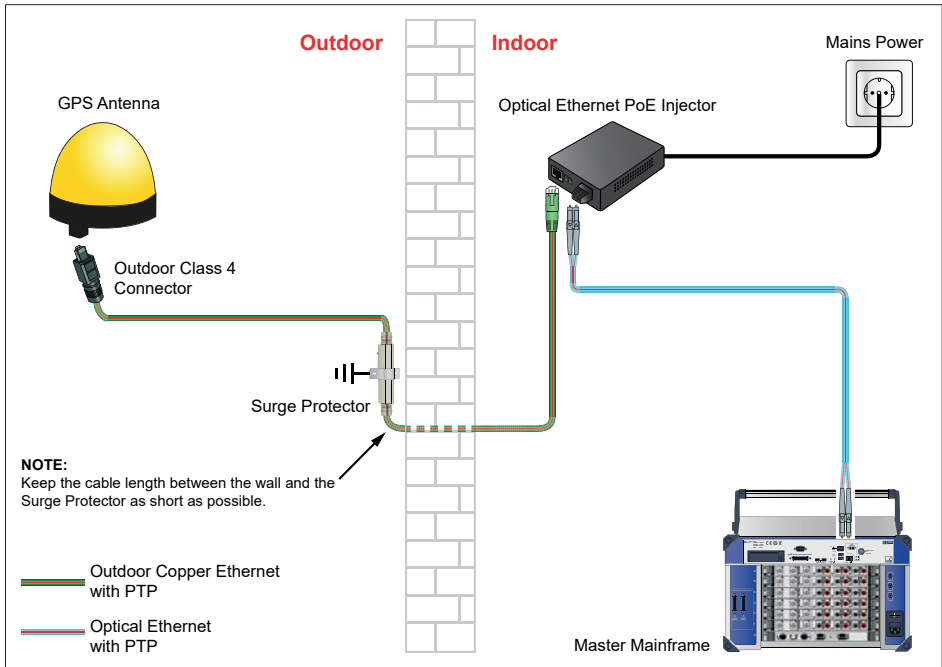 Outdoor
Indoor
Mains Power
GPS Antenna
Optical Ethernet PoE Injector
Outdoor Class 4
Connector
Surge Protector
NOTE:
Keep the cable length between the wall and the
Surge Protector as short as possible.
Outdoor Copper Ethernet
with PTP
Optical Ethernet
with PTP
Master Mainframe